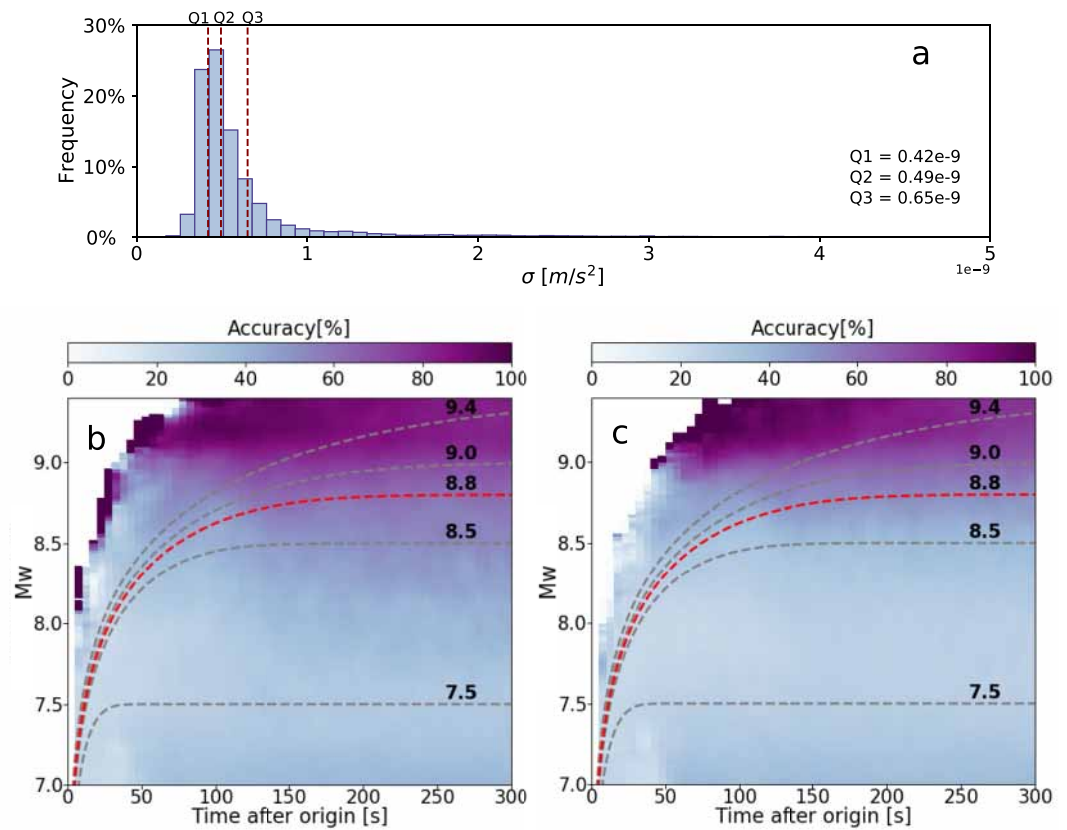 Q1 Q2 Q3
30%
20%
10%
0%
Frequency
a
Q1 = 0.42e-9
Q2 = 0.49e-9
Q3 = 0.65e-9
0 1 2 3 4 5
1e-9
σ [m/s²]
Accuracy[%]
0 20 40 60 80 100
b
9.4
9.0
8.8
8.5
7.5
9.0
8.5
8.0
7.5
7.0
Mw
0 50 100 150 200 250 300
Time after origin [s]
Accuracy[%]
0 20 40 60 80 100
c
9.4
9.0
8.8
8.5
7.5
9.0
8.5
8.0
7.5
7.0
Mw
0 50 100 150 200 250 300
Time after origin [s]